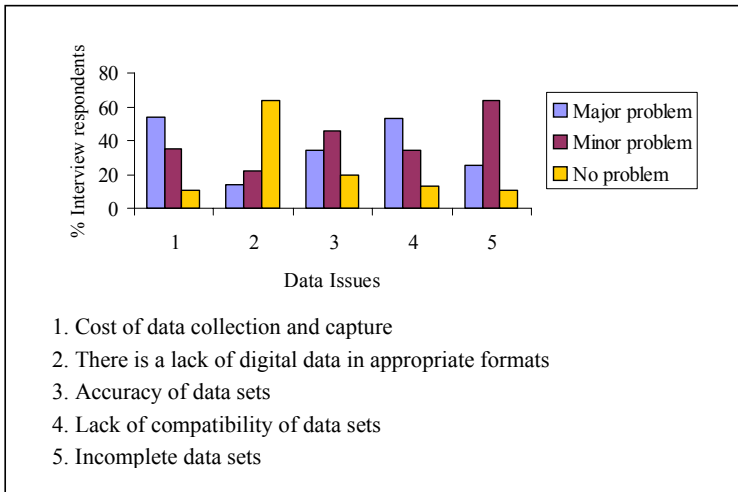 % Interview respondents
80
60
40
20
0
1 2 3 4 5
Data Issues
Major problem
Minor problem
No problem
1. Cost of data collection and capture
2. There is a lack of digital data in appropriate formats
3. Accuracy of data sets
4. Lack of compatibility of data sets
5. Incomplete data sets